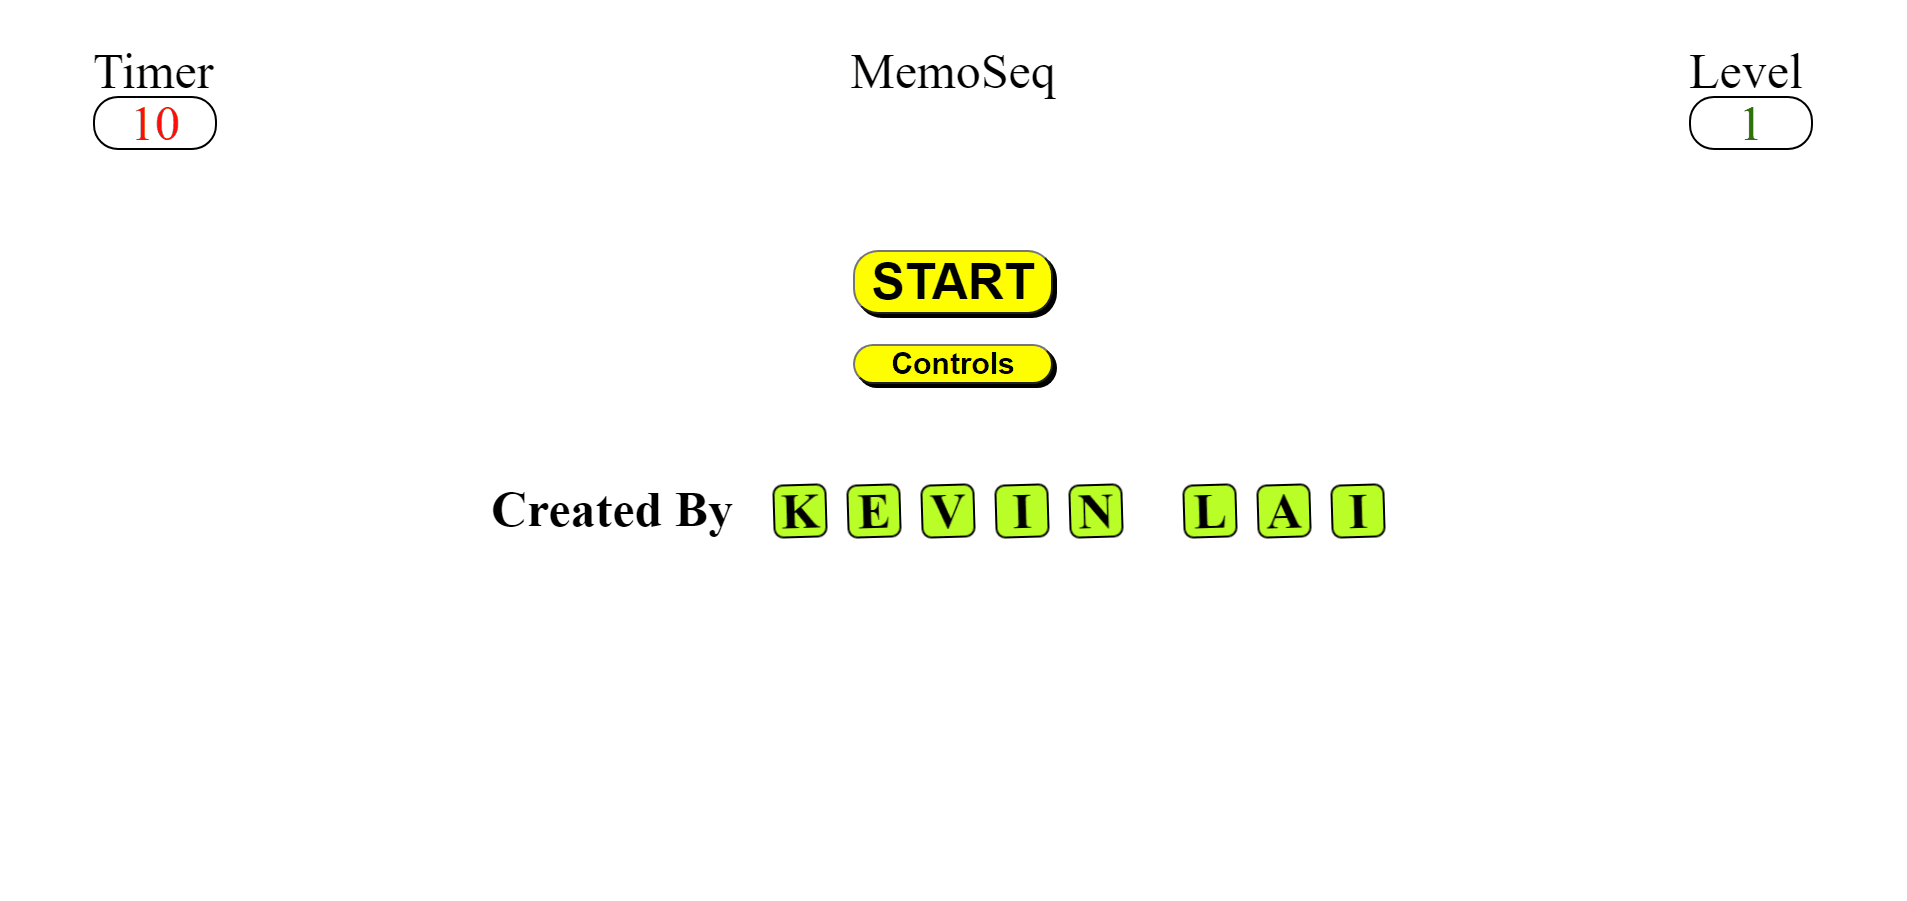 Timer
MemoSeq
Level
10
1
START
Controls
Created By K E V I N L A I